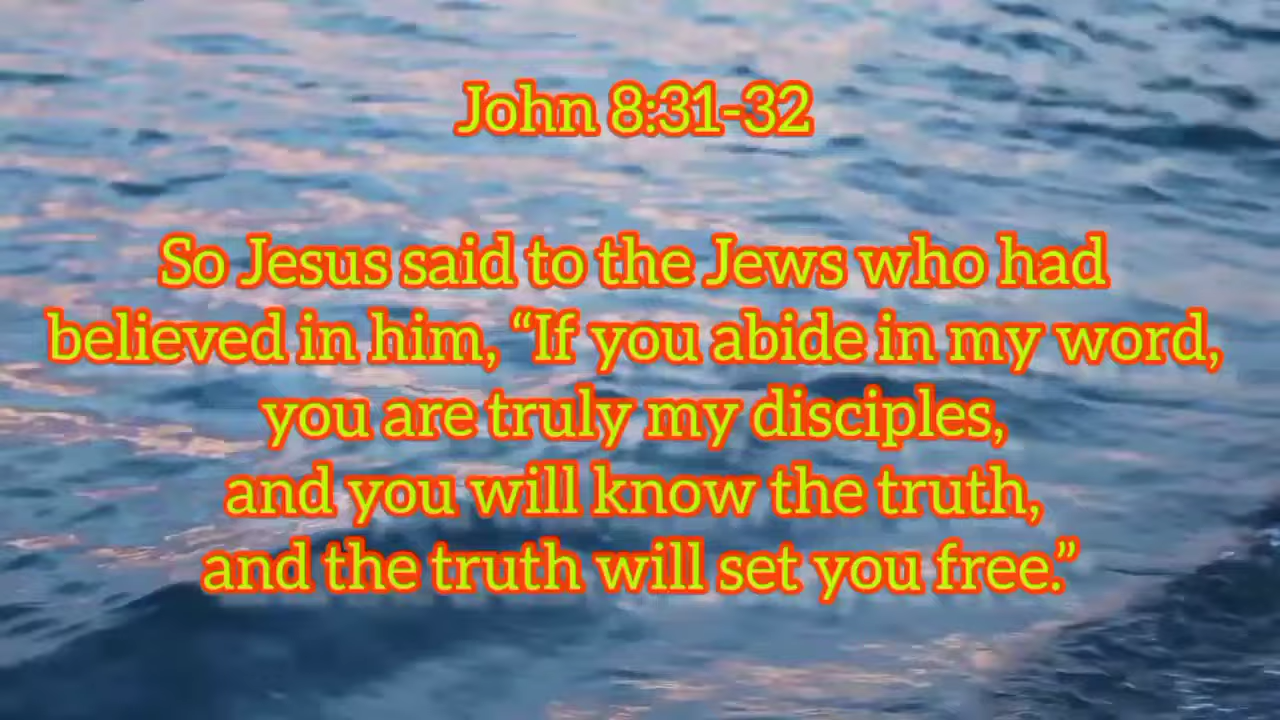 John 8:31-32
So Jesus said to the Jews who had
believed in him, “If you abide in my word,
you are truly my disciples,
and you will know the truth,
and the truth will set you free.”